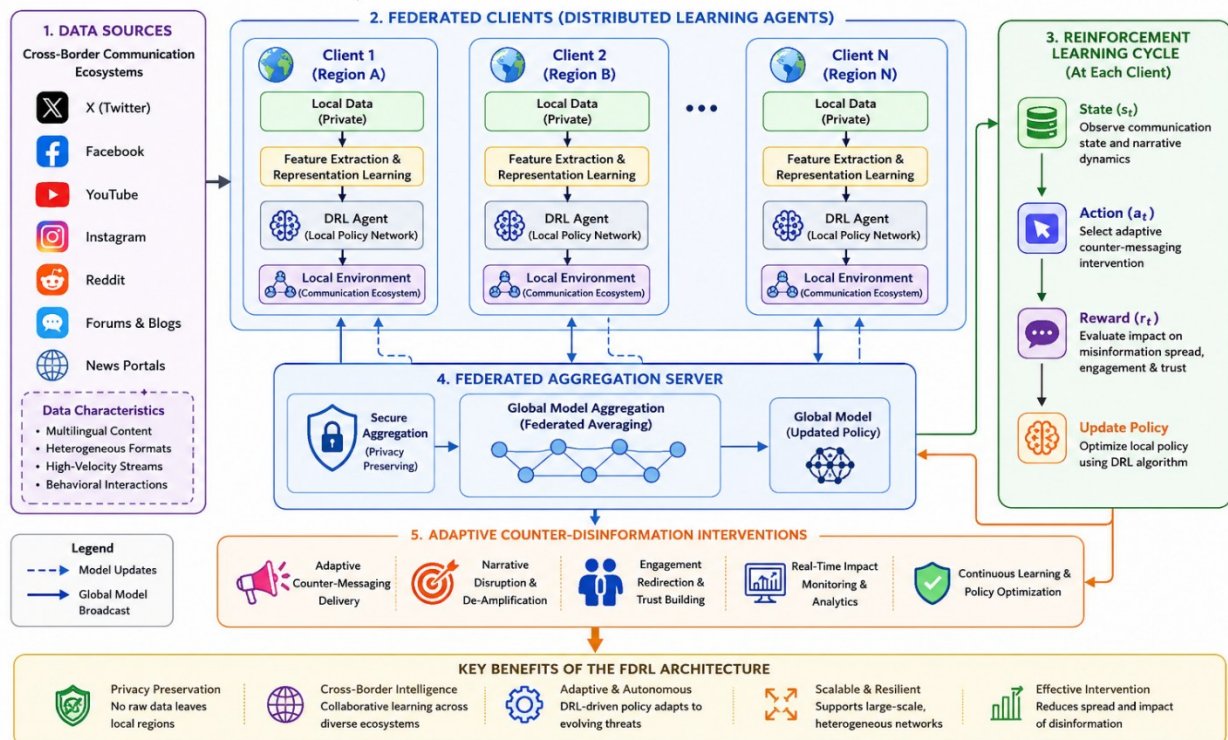 1. DATA SOURCES
Cross-Border Communication
Ecosystems
X (Twitter)
Facebook
YouTube
Instagram
Reddit
Forums & Blogs
News Portals
Data Characteristics
• Multilingual Content
• Heterogeneous Formats
• High-Velocity Streams
• Behavioral Interactions
Legend
Model Updates
Global Model
Broadcast
2. FEDERATED CLIENTS (DISTRIBUTED LEARNING AGENTS)
Client 1
(Region A)
Local Data
(Private)
Feature Extraction &
Representation Learning
DRL Agent
(Local Policy Network)
Local Environment
(Communication Ecosystem)
Client 2
(Region B)
Local Data
(Private)
Feature Extraction &
Representation Learning
DRL Agent
(Local Policy Network)
Local Environment
(Communication Ecosystem)
•••
Client N
(Region N)
Local Data
(Private)
Feature Extraction &
Representation Learning
DRL Agent
(Local Policy Network)
Local Environment
(Communication Ecosystem)
3. REINFORCEMENT
LEARNING CYCLE
(At Each Client)
State (sₜ)
Observe communication
state and narrative
dynamics
Action (aₜ)
Select adaptive
counter-messaging
intervention
Reward (rₜ)
Evaluate impact on
misinformation spread,
engagement & trust
Update Policy
Optimize local policy
using DRL algorithm
4. FEDERATED AGGREGATION SERVER
Secure
Aggregation
(Privacy
Preserving)
Global Model Aggregation
(Federated Averaging)
Global Model
(Updated Policy)
5. ADAPTIVE COUNTER-DISINFORMATION INTERVENTIONS
Adaptive
Counter-Messaging
Delivery
Narrative
Disruption &
De-Amplification
Engagement
Redirection &
Trust Building
Real-Time Impact
Monitoring &
Analytics
Continuous Learning &
Policy Optimization
KEY BENEFITS OF THE FDRL ARCHITECTURE
Privacy Preservation
No raw data leaves
local regions
Cross-Border Intelligence
Collaborative learning across
diverse ecosystems
Adaptive & Autonomous
DRL-driven policy adapts to
evolving threats
Scalable & Resilient
Supports large-scale,
heterogeneous networks
Effective Intervention
Reduces spread and impact
of disinformation